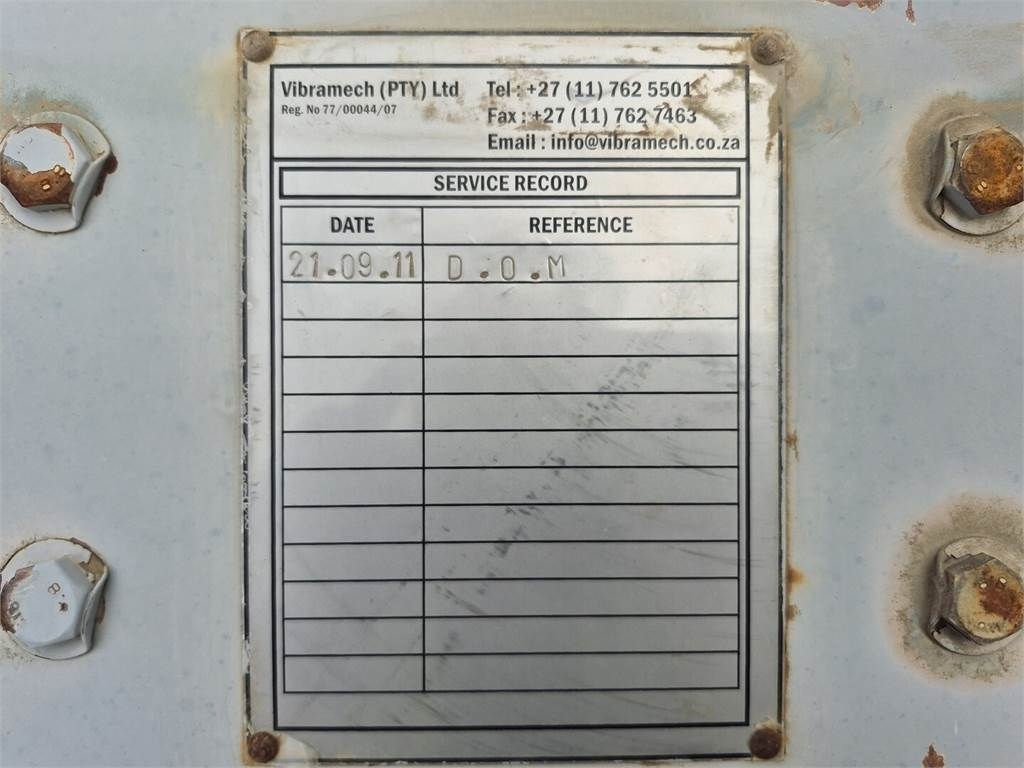 Vibramech (PTY) Ltd Tel : +27 (11) 762 5501
Reg. No 77/00044/07
Fax : +27 (11) 762 7463
Email : info@vibramech.co.za
SERVICE RECORD
DATE REFERENCE
21.09.11 D.O.M